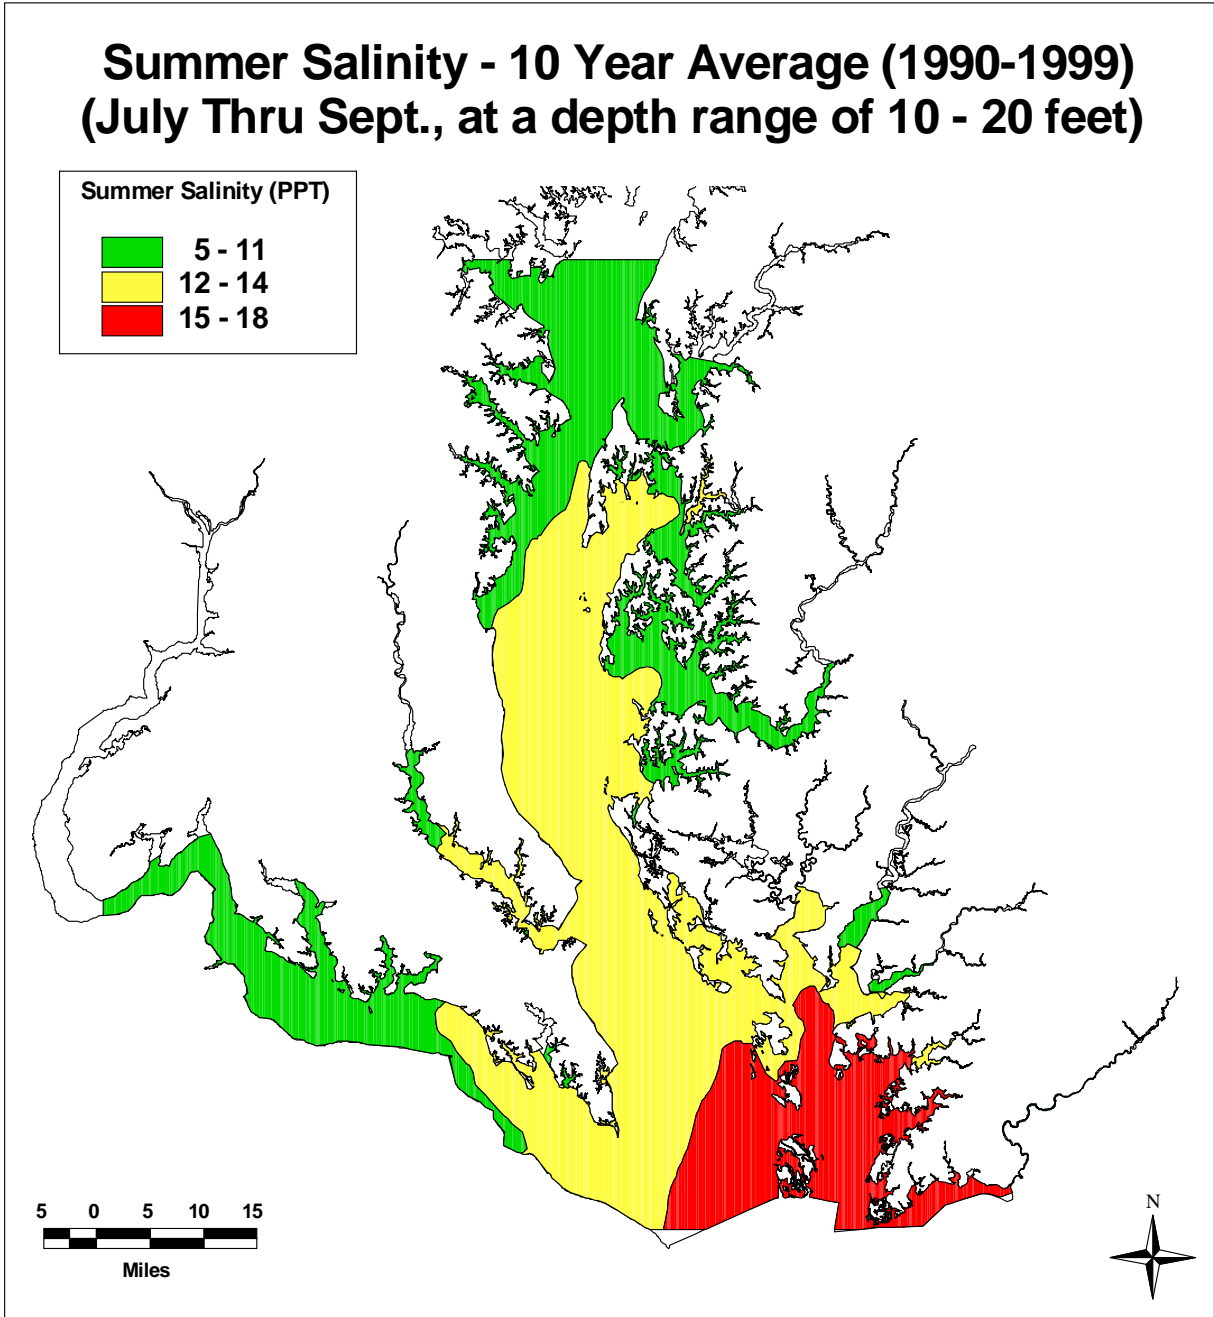 Summer Salinity - 10 Year Average (1990-1999)
(July Thru Sept., at a depth range of 10 - 20 feet)
Summer Salinity (PPT)
5 - 11
12 - 14
15 - 18
5 0 5 10 15
Miles
N